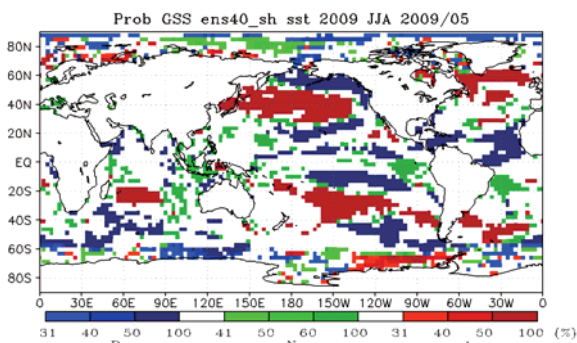 Prob GSS ens40_sh sst 2009 JJA 2009/05
80N
60N
40N
20N
EQ
20S
40S
60S
80S
0 30E 60E 90E 120E 150E 180 150W 120W 90W 60W 30W 0
31 40 50 100 41 50 60 100 31 40 50 100 (%)